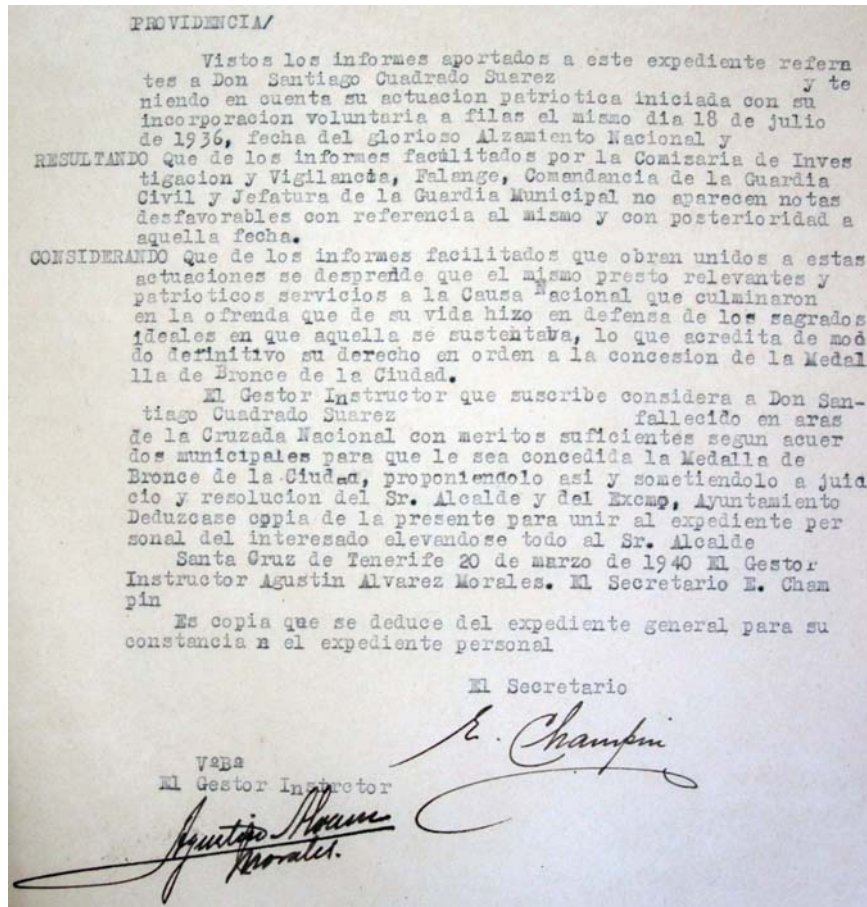 PROVIDENCIA/
Vistos los informes aportados a este expediente refern
tes a Don Santiago Cuadrado Suarez y te
niendo en cuenta su actuacion patriotica iniciada con su
incorporacion voluntaria a filas el mismo dia 18 de julio
de 1936, fecha del glorioso Alzamiento Nacional y
RESULTANDO Que de los informes facilitados por la Comisaria de Inves
tigacion y Vigilancia, Falange, Comandancia de la Guardia
Civil y Jefatura de la Guardia Municipal no aparecen notas
desfavorables con referencia al mismo y con posterioridad a
aquella fecha.
CONSIDERANDO Que de los informes facilitados que obran unidos a estas
actuaciones se desprende que el mismo presto relevantes y
patrioticos servicios a la Causa Nacional que culminaron
en la ofrenda que de su vida hizo en defensa de los sagrados
ideales en que aquella se sustentaba, lo que acredita de mod
do definitivo su derecho en orden a la concesion de la Medal
lla de Bronce de la Ciudad.
El Gestor Instructor que suscribe considera a Don San-
tiago Cuadrado Suarez fallecido en aras
de la Cruzada Nacional con meritos suficientes segun acuer
dos municipales para que le sea concedida la Medalla de
Bronce de la Ciudad, proponiendolo asi y sometiendolo a juid
cio y resolucion del Sr. Alcalde y del Excmo, Ayuntamiento
Deduzcase copia de la presente para unir al expediente per
sonal del interesado elevandose todo al Sr. Alcalde
Santa Cruz de Tenerife 20 de marzo de 1940 El Gestor
Instructor Agustin Alvarez Morales. El Secretario E. Cham
pin
Es copia que se deduce del expediente general para su
constancia n el expediente personal
El Secretario
E. Champin
VºBº
El Gestor Instrctor
Agustin Alvarez
Morales.